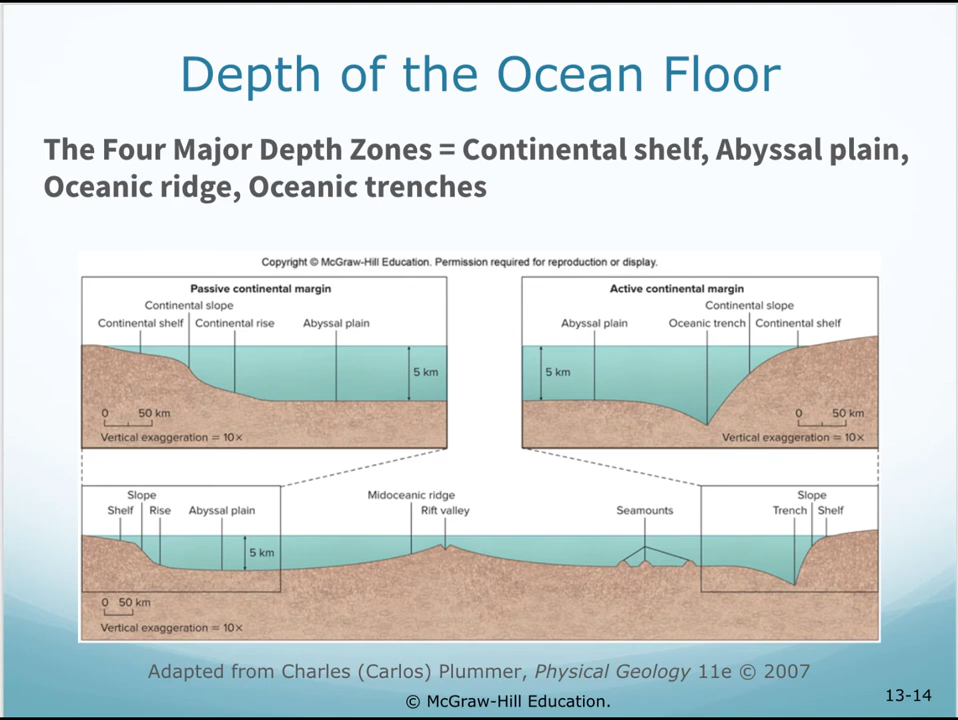 Depth of the Ocean Floor
The Four Major Depth Zones = Continental shelf, Abyssal plain,
Oceanic ridge, Oceanic trenches
Copyright © McGraw-Hill Education. Permission required for reproduction or display.
Passive continental margin
Continental slope
Continental shelf
Continental rise
Abyssal plain
5 km
0 50 km
Vertical exaggeration = 10×
Active continental margin
Continental slope
Abyssal plain
Oceanic trench
Continental shelf
5 km
0 50 km
Vertical exaggeration = 10×
Slope
Shelf
Rise
Abyssal plain
5 km
Midoceanic ridge
Rift valley
Seamounts
Slope
Trench
Shelf
0 50 km
Vertical exaggeration = 10×
Adapted from Charles (Carlos) Plummer, Physical Geology 11e © 2007
© McGraw-Hill Education.
13-14